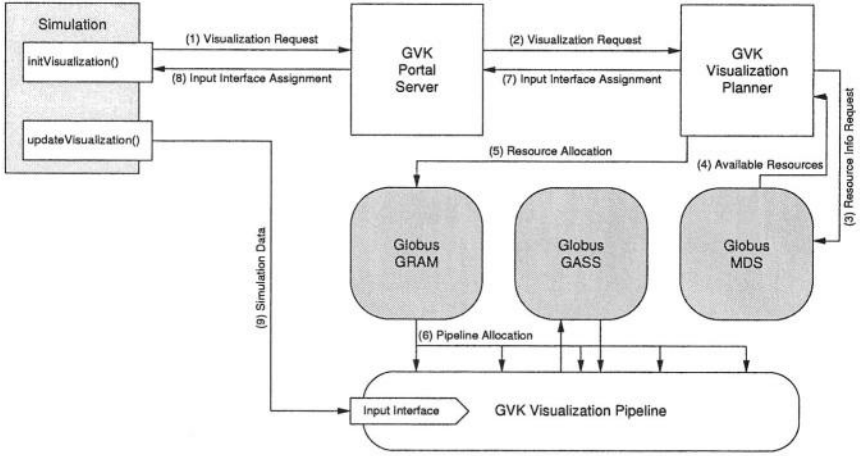 Simulation
initVisualization()
(1) Visualization Request
(8) Input Interface Assignment
GVK
Portal
Server
(2) Visualization Request
(7) Input Interface Assignment
GVK
Visualization
Planner
updateVisualization()
(5) Resource Allocation
(4) Available Resources
(3) Resource Info Request
Globus
GRAM
Globus
GASS
Globus
MDS
(9) Simulation Data
(6) Pipeline Allocation
Input Interface
GVK Visualization Pipeline